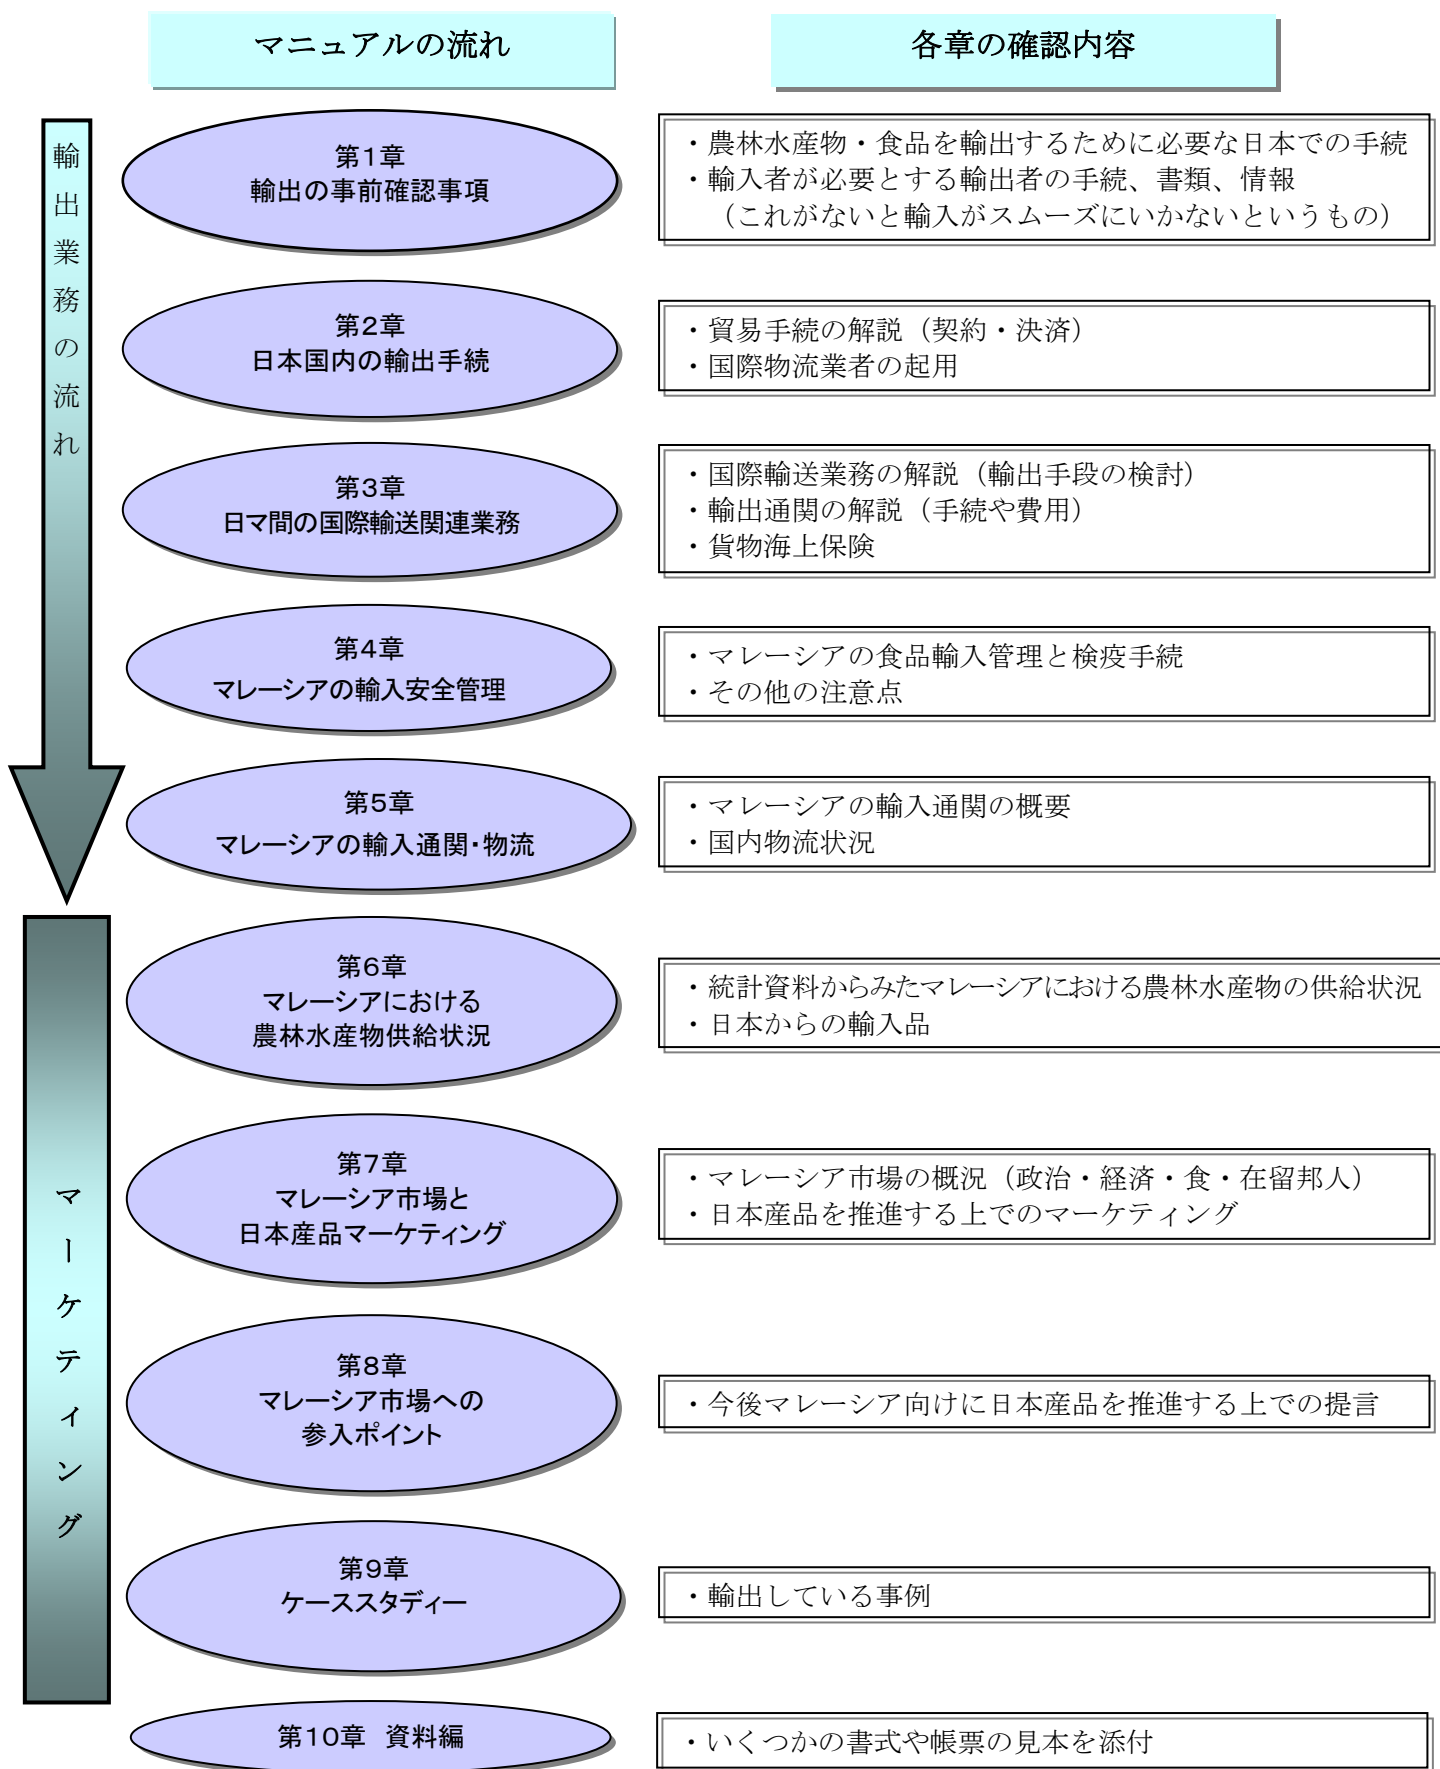 マニュアルの流れ
各章の確認内容
輸出業務の流れ
第1章
輸出の事前確認事項
・農林水産物・食品を輸出するために必要な日本での手続
・輸入者が必要とする輸出者の手続、書類、情報
（これがないと輸入がスムーズにいかないというもの）
第2章
日本国内の輸出手続
・貿易手続の解説（契約・決済）
・国際物流業者の起用
第3章
日マ間の国際輸送関連業務
・国際輸送業務の解説（輸出手段の検討）
・輸出通関の解説（手続や費用）
・貨物海上保険
第4章
マレーシアの輸入安全管理
・マレーシアの食品輸入管理と検疫手続
・その他の注意点
第5章
マレーシアの輸入通関・物流
・マレーシアの輸入通関の概要
・国内物流状況
マーケティング
第6章
マレーシアにおける
農林水産物供給状況
・統計資料からみたマレーシアにおける農林水産物の供給状況
・日本からの輸入品
第7章
マレーシア市場と
日本産品マーケティング
・マレーシア市場の概況（政治・経済・食・在留邦人）
・日本産品を推進する上でのマーケティング
第8章
マレーシア市場への
参入ポイント
・今後マレーシア向けに日本産品を推進する上での提言
第9章
ケーススタディー
・輸出している事例
第10章 資料編
・いくつかの書式や帳票の見本を添付